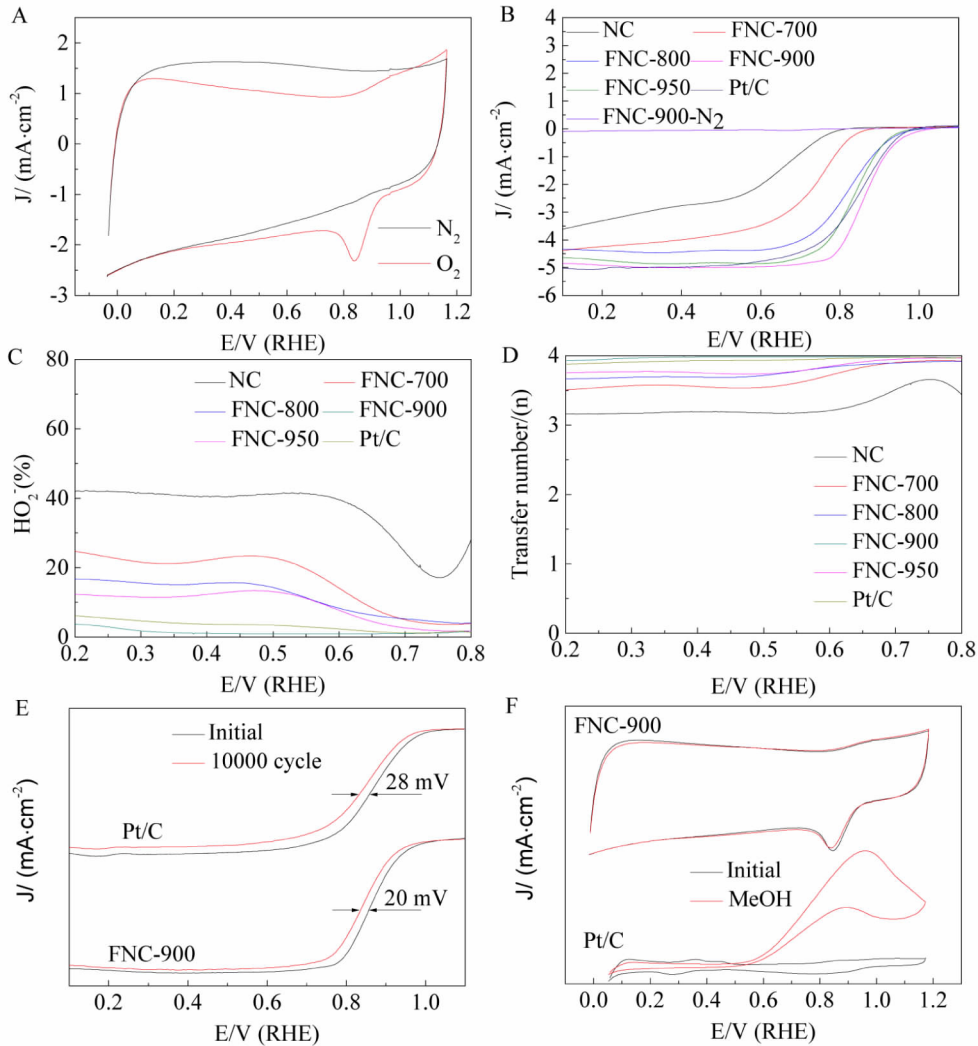 A
J/ (mA·cm-2)
2
1
0
-1
-2
-3
N2
O2
0.0 0.2 0.4 0.6 0.8 1.0 1.2
E/V (RHE)
B
J/ (mA·cm-2)
NC FNC-700
FNC-800 FNC-900
FNC-950 Pt/C
FNC-900-N2
4
3
2
1
0
-1
-2
-3
-4
-5
-6
0.2 0.4 0.6 0.8 1.0
E/V (RHE)
C
HO2-(%)
80
60
40
20
0
NC FNC-700
FNC-800 FNC-900
FNC-950 Pt/C
0.2 0.3 0.4 0.5 0.6 0.7 0.8
E/V (RHE)
D
Transfer number/(n)
4
3
2
1
0
NC
FNC-700
FNC-800
FNC-900
FNC-950
Pt/C
0.2 0.3 0.4 0.5 0.6 0.7 0.8
E/V (RHE)
E
J/ (mA·cm-2)
Initial
10000 cycle
28 mV
Pt/C
20 mV
FNC-900
0.2 0.4 0.6 0.8 1.0
E/V (RHE)
F
J/ (mA·cm-2)
FNC-900
Initial
MeOH
Pt/C
0.0 0.2 0.4 0.6 0.8 1.0 1.2
E/V (RHE)